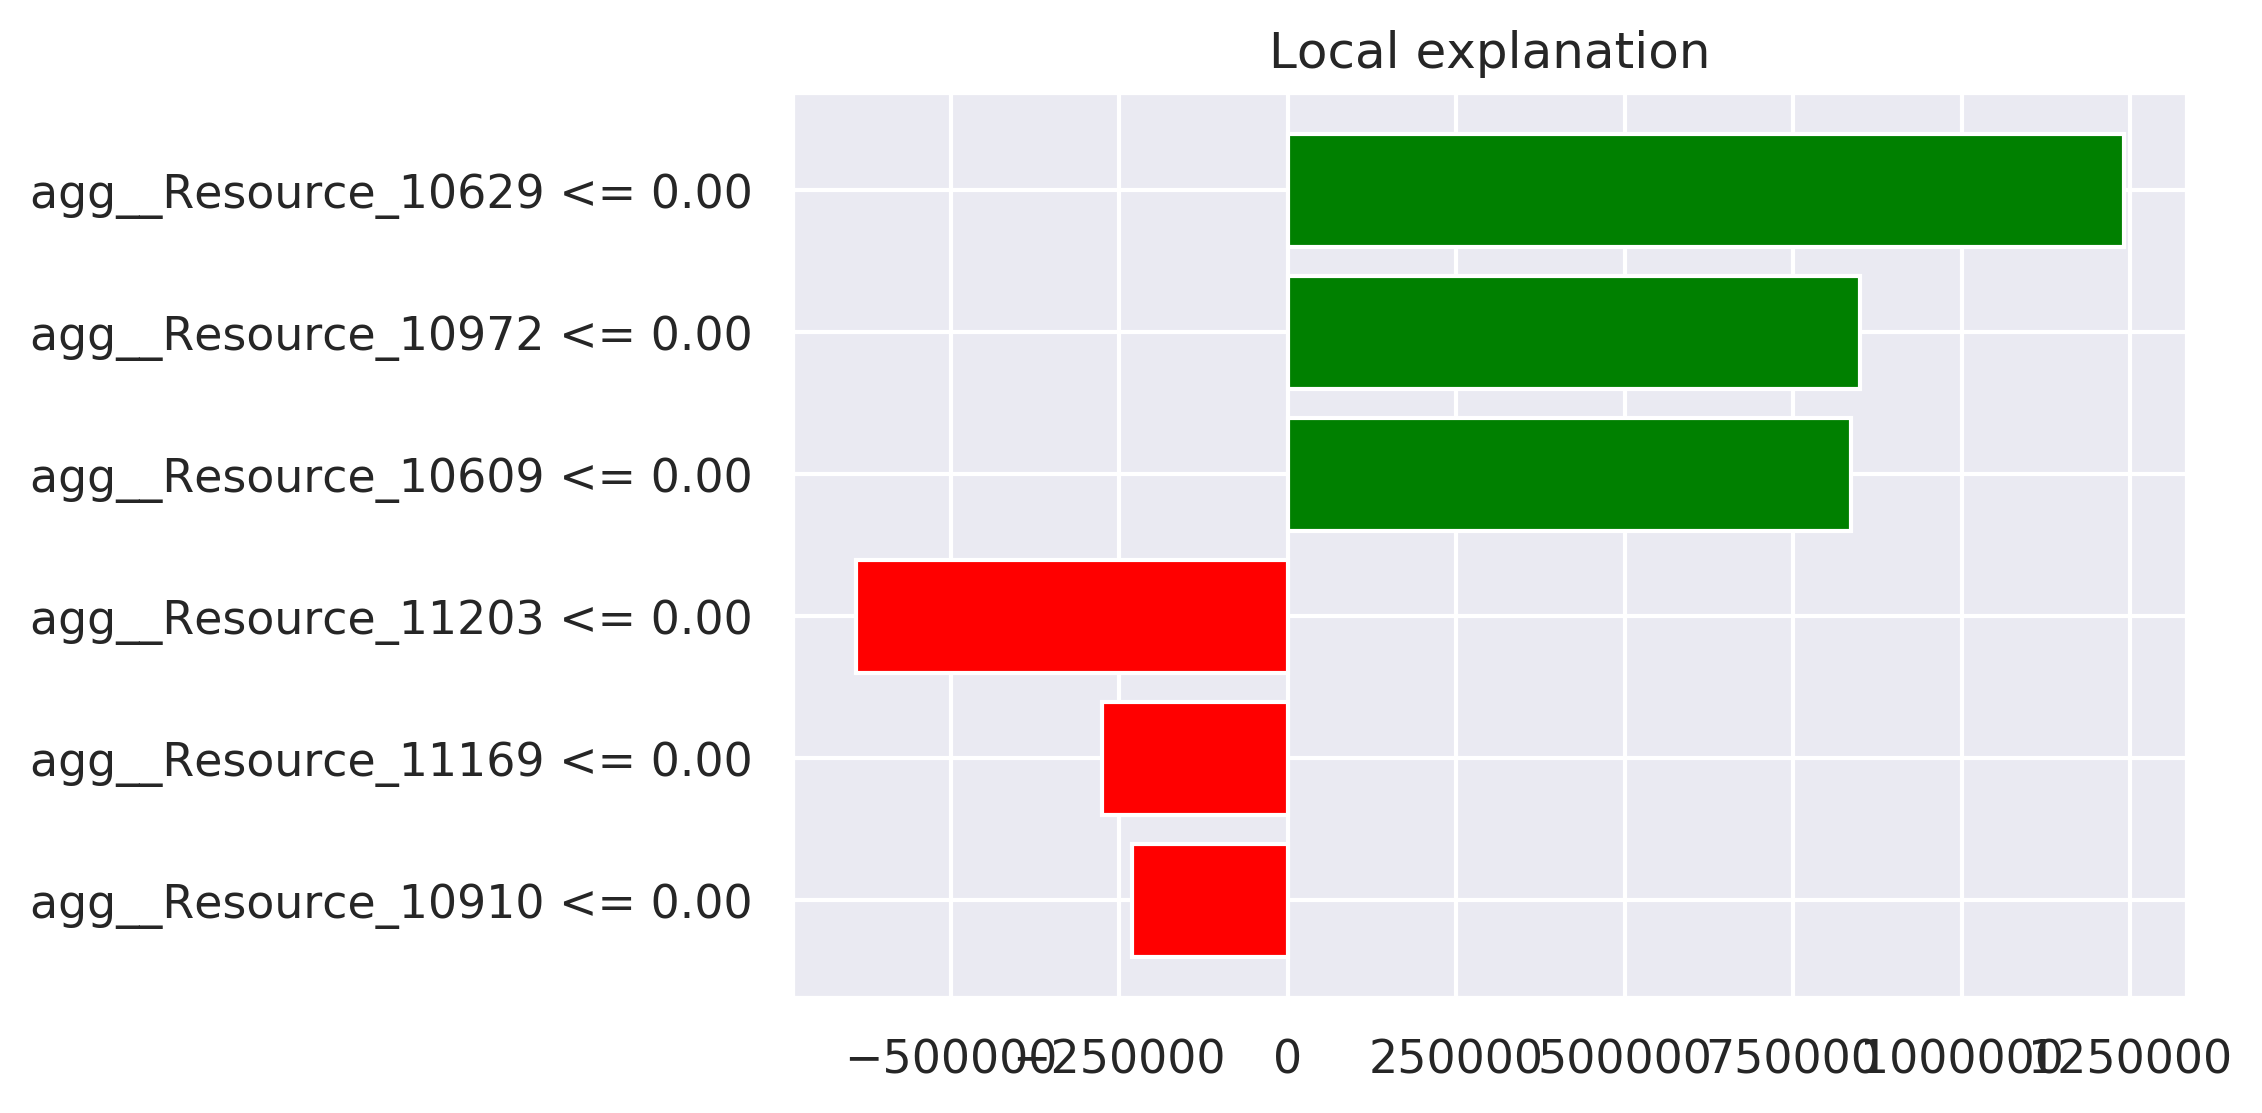 Local explanation
agg__Resource_10629 <= 0.00
agg__Resource_10972 <= 0.00
agg__Resource_10609 <= 0.00
agg__Resource_11203 <= 0.00
agg__Resource_11169 <= 0.00
agg__Resource_10910 <= 0.00
−500000 −250000 0 250000 500000 750000 1000000 1250000